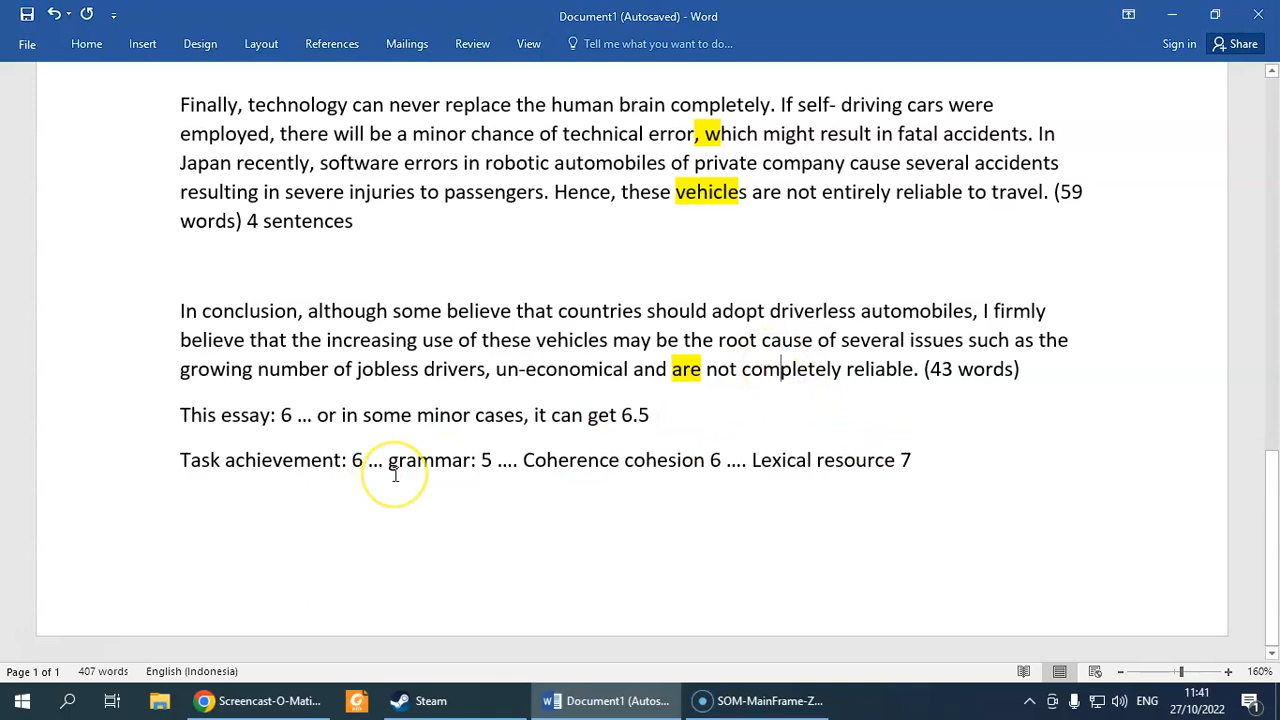 Document1 (Autosaved) - Word
File Home Insert Design Layout References Mailings Review View Tell me what you want to do... Sign in Share
Finally, technology can never replace the human brain completely. If self- driving cars were
employed, there will be a minor chance of technical error, which might result in fatal accidents. In
Japan recently, software errors in robotic automobiles of private company cause several accidents
resulting in severe injuries to passengers. Hence, these vehicles are not entirely reliable to travel. (59
words) 4 sentences
In conclusion, although some believe that countries should adopt driverless automobiles, I firmly
believe that the increasing use of these vehicles may be the root cause of several issues such as the
growing number of jobless drivers, un-economical and are not completely reliable. (43 words)
This essay: 6 … or in some minor cases, it can get 6.5
Task achievement: 6 … grammar: 5 …. Coherence cohesion 6 …. Lexical resource 7
Page 1 of 1 407 words English (Indonesia) 160%
Screencast-O-Mati... Steam Document1 (Autos... SOM-MainFrame-Z... ENG 11:41
27/10/2022